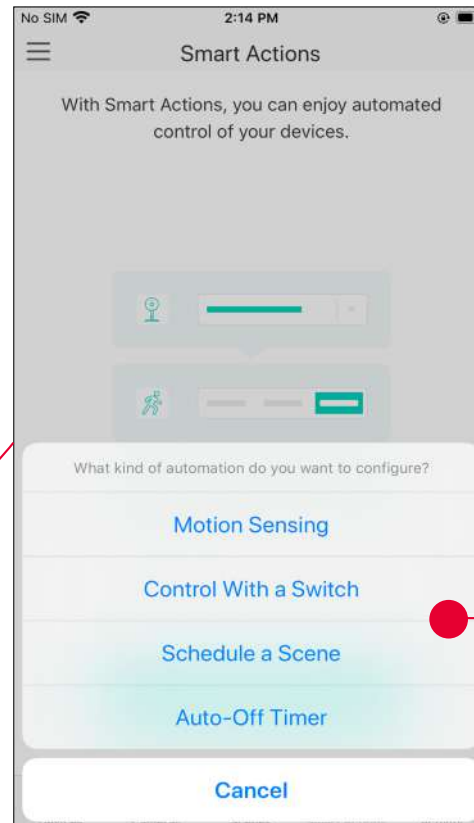 No SIM 2:14 PM
Smart Actions
With Smart Actions, you can enjoy automated
control of your devices.
What kind of automation do you want to configure?
Motion Sensing
Control With a Switch
Schedule a Scene
Auto-Off Timer
Cancel